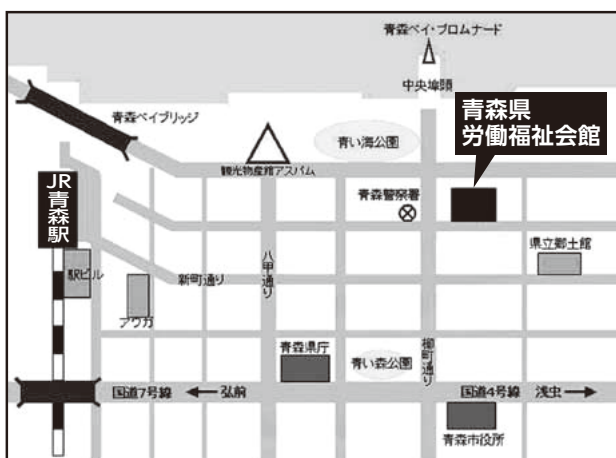 青森ベイ・プロムナード
中央埠頭
青森県
労働福祉会館
青森ベイブリッジ
青い海公園
観光物産館アスパム
青森警察署
JR
青森駅
県立郷土館
駅ビル
新町通り
八甲通り
アウガ
青森県庁
青い森公園
柳町通り
国道7号線
弘前
国道4号線
浅虫
青森市役所